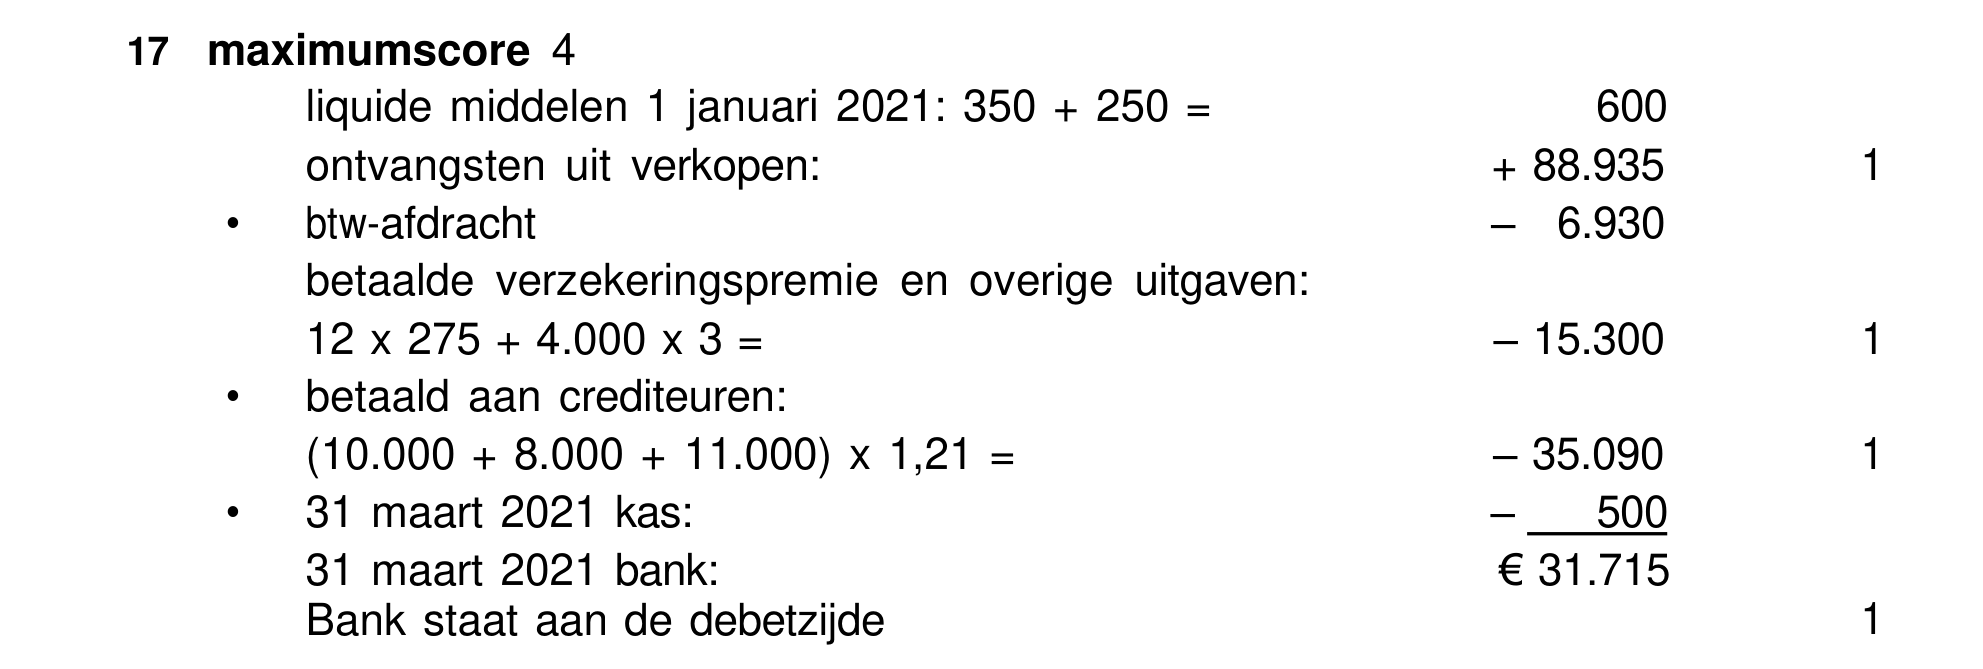 17 maximumscore 4
liquide middelen 1 januari 2021: 350 + 250 = 600
ontvangsten uit verkopen: + 88.935 1
• btw-afdracht – 6.930
betaalde verzekeringspremie en overige uitgaven:
12 x 275 + 4.000 x 3 = – 15.300 1
• betaald aan crediteuren:
(10.000 + 8.000 + 11.000) x 1,21 = – 35.090 1
• 31 maart 2021 kas: – 500
31 maart 2021 bank: € 31.715
Bank staat aan de debetzijde 1